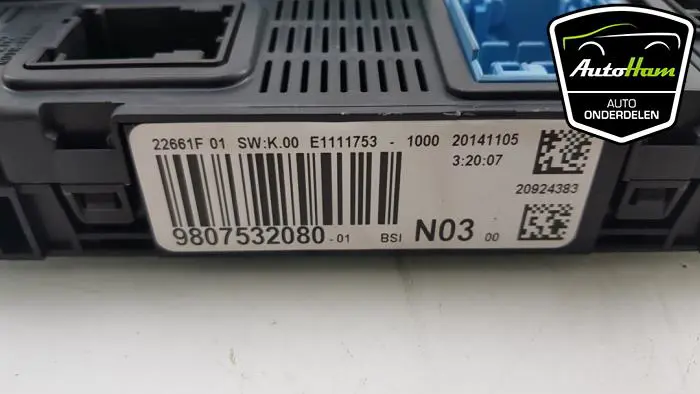 AutoHam
AUTO
ONDERDELEN
22661F 01 SW:K.00 E1111753 - 1000 20141105
3:20:07
20924383
9807532080 -01 BSI N03 00